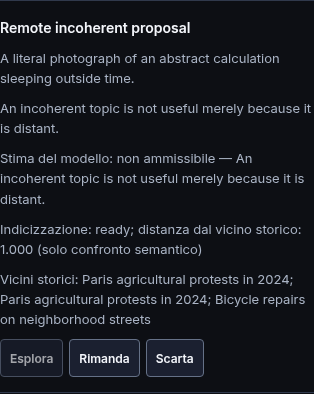 Remote incoherent proposal
A literal photograph of an abstract calculation
sleeping outside time.
An incoherent topic is not useful merely because it
is distant.
Stima del modello: non ammissibile — An
incoherent topic is not useful merely because it is
distant.
Indicizzazione: ready; distanza dal vicino storico:
1.000 (solo confronto semantico)
Vicini storici: Paris agricultural protests in 2024;
Paris agricultural protests in 2024; Bicycle repairs
on neighborhood streets
Esplora Rimanda Scarta